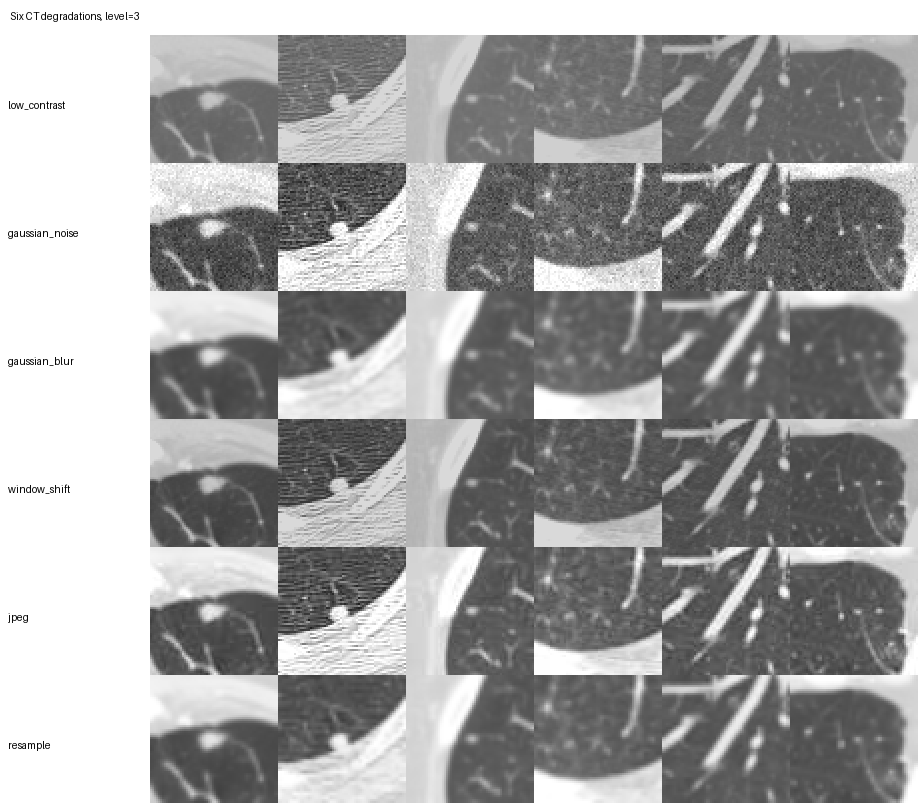 Six CT degradations, level=3
low_contrast
gaussian_noise
gaussian_blur
window_shift
jpeg
resample